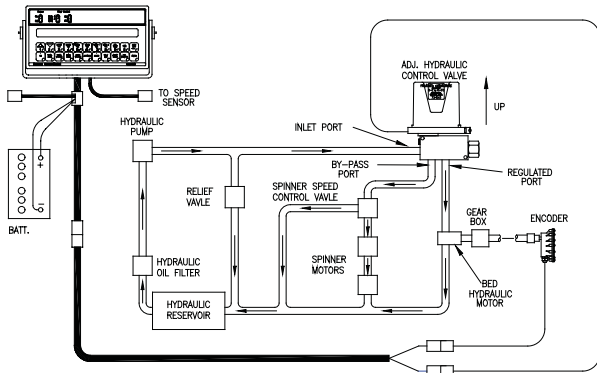 TO SPEED
SENSOR
ADJ. HYDRAULIC
CONTROL VALVE
UP
HYDRAULIC
PUMP
INLET PORT
BY-PASS
PORT
REGULATED
PORT
RELIEF
VAVLE
SPINNER SPEED
CONTROL VAVLE
GEAR
BOX
ENCODER
BATT.
+
−
HYDRAULIC
OIL FILTER
SPINNER
MOTORS
BED
HYDRAULIC
MOTOR
HYDRAULIC
RESERVOIR